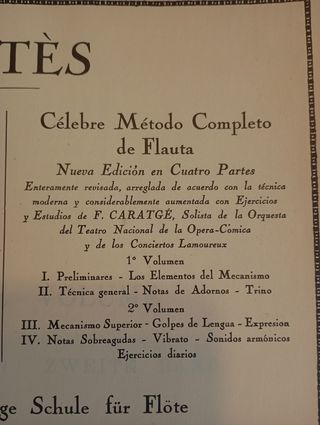 TÈS
Célebre Método Completo
de Flauta
Nueva Edición en Cuatro Partes
Enteramente revisada, arreglada de acuerdo con la técnica
moderna y considerablemente aumentada con Ejercicios
y Estudios de F. CARATGÉ, Solista de la Orquesta
del Teatro Nacional de la Opera-Còmica
y de los Conciertos Lamoureux
1º Volumen
I. Preliminares - Los Elementos del Mecanismo
II. Técnica general - Notas de Adornos - Trino
2º Volumen
III. Mecanismo Superior - Golpes de Lengua - Expresion
IV. Notas Sobreagudas - Vibrato - Sonidos armónicos
Ejercicios diarios
ge Schule für Flöte